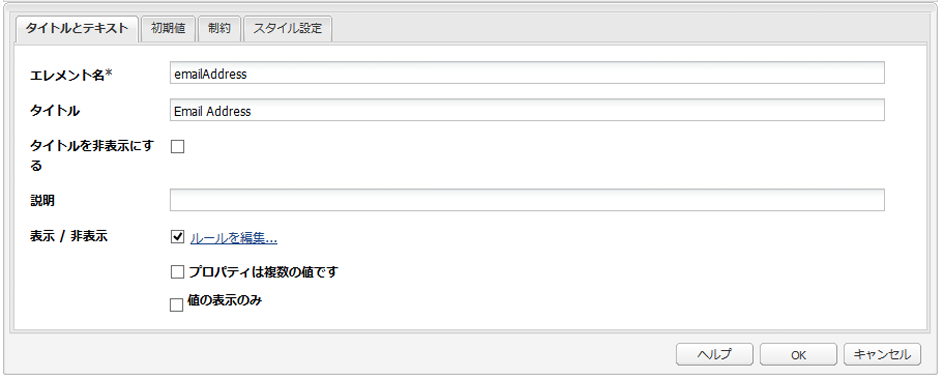 タイトルとテキスト 初期値 制約 スタイル設定
エレメント名* emailAddress
タイトル Email Address
タイトルを非表示にす
る
説明
表示 / 非表示 ルールを編集...
プロパティは複数の値です
値の表示のみ
ヘルプ OK キャンセル